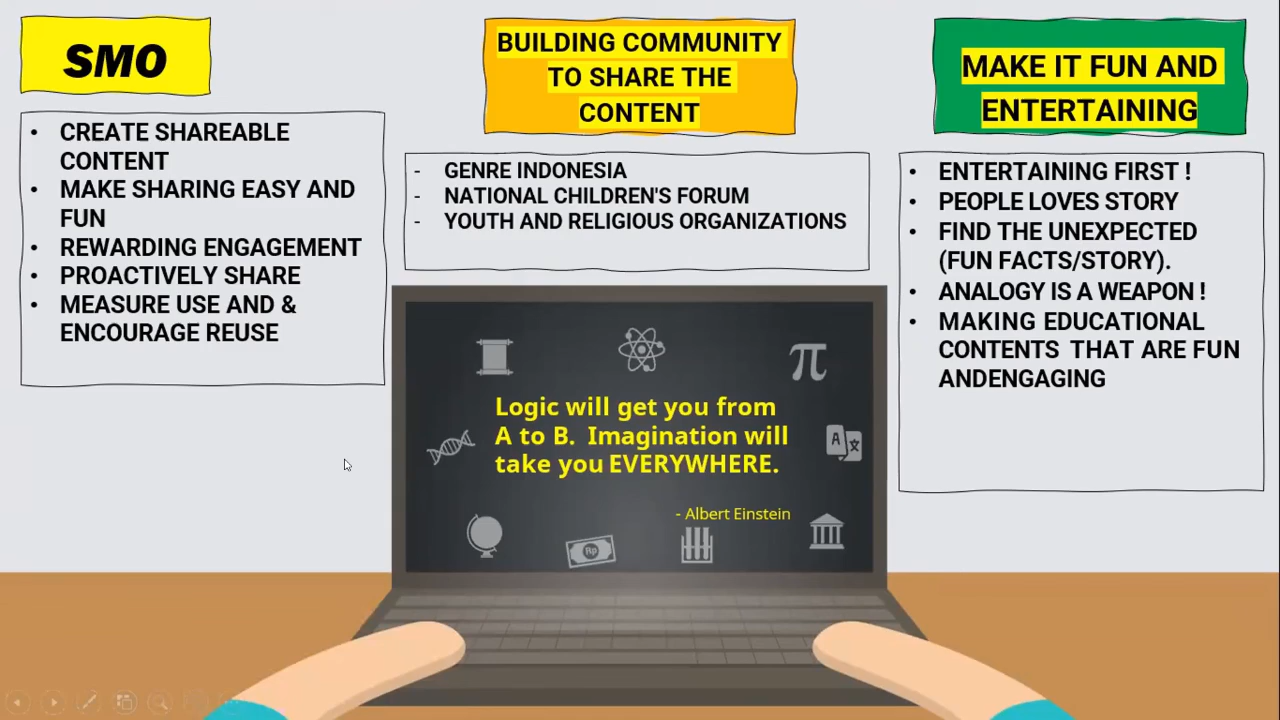 SMO
• CREATE SHAREABLE
CONTENT
• MAKE SHARING EASY AND
FUN
• REWARDING ENGAGEMENT
• PROACTIVELY SHARE
• MEASURE USE AND &
ENCOURAGE REUSE
BUILDING COMMUNITY
TO SHARE THE
CONTENT
- GENRE INDONESIA
- NATIONAL CHILDREN'S FORUM
- YOUTH AND RELIGIOUS ORGANIZATIONS
π
Logic will get you from
A to B. Imagination will
take you EVERYWHERE.
- Albert Einstein
A 文
Rp
MAKE IT FUN AND
ENTERTAINING
• ENTERTAINING FIRST !
• PEOPLE LOVES STORY
• FIND THE UNEXPECTED
(FUN FACTS/STORY).
• ANALOGY IS A WEAPON !
• MAKING EDUCATIONAL
CONTENTS THAT ARE FUN
ANDENGAGING